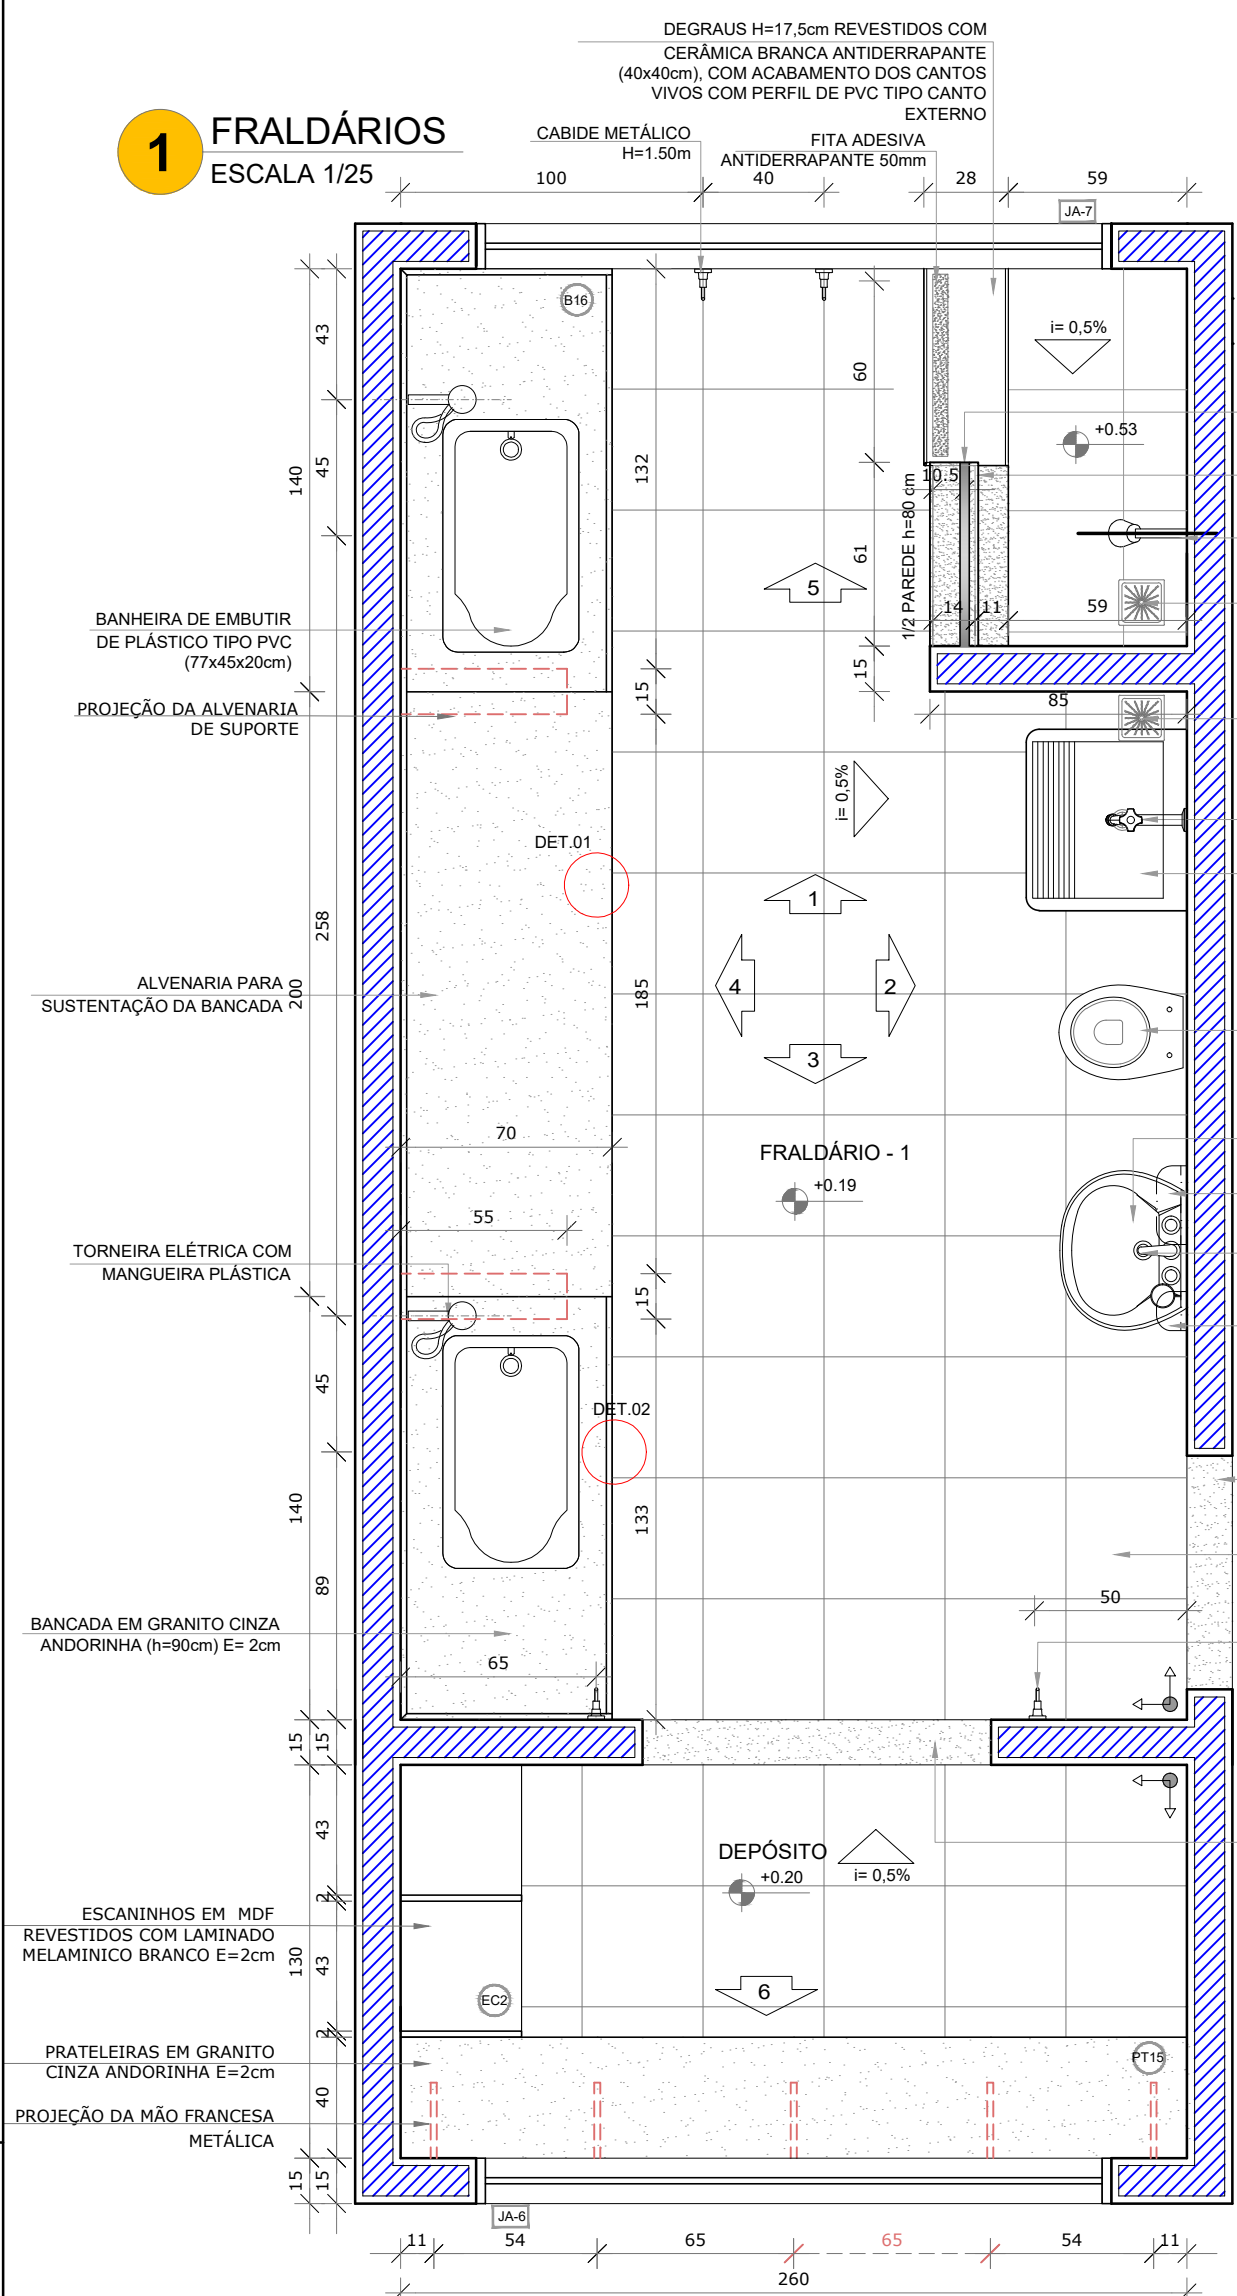 DEGRAUS H=17,5cm REVESTIDOS COM
CERÂMICA BRANCA ANTIDERRAPANTE
(40x40cm), COM ACABAMENTO DOS CANTOS
VIVOS COM PERFIL DE PVC TIPO CANTO
EXTERNO
1
FRALDÁRIOS
ESCALA 1/25
CABIDE METÁLICO
H=1.50m
FITA ADESIVA
ANTIDERRAPANTE 50mm
100
40
28
59
JA-7
B16
i= 0,5%
43
60
+0.53
140
45
132
10.5
1/2 PAREDE h=80 cm
61
5
14
11
59
BANHEIRA DE EMBUTIR
DE PLÁSTICO TIPO PVC
(77x45x20cm)
15
15
85
PROJEÇÃO DA ALVENARIA
DE SUPORTE
i= 0,5%
DET.01
1
258
4
2
ALVENARIA PARA
SUSTENTAÇÃO DA BANCADA
200
185
3
70
FRALDÁRIO - 1
+0.19
55
TORNEIRA ELÉTRICA COM
MANGUEIRA PLÁSTICA
15
45
DET.02
140
133
89
50
BANCADA EM GRANITO CINZA
ANDORINHA (h=90cm) E= 2cm
65
15
15
43
DEPÓSITO
+0.20
i= 0,5%
2
ESCANINHOS EM MDF
REVESTIDOS COM LAMINADO
MELAMINICO BRANCO E=2cm
130
43
6
EC2
2
PRATELEIRAS EM GRANITO
CINZA ANDORINHA E=2cm
PT15
40
PROJEÇÃO DA MÃO FRANCESA
METÁLICA
15
15
JA-6
11
54
65
65
54
11
260